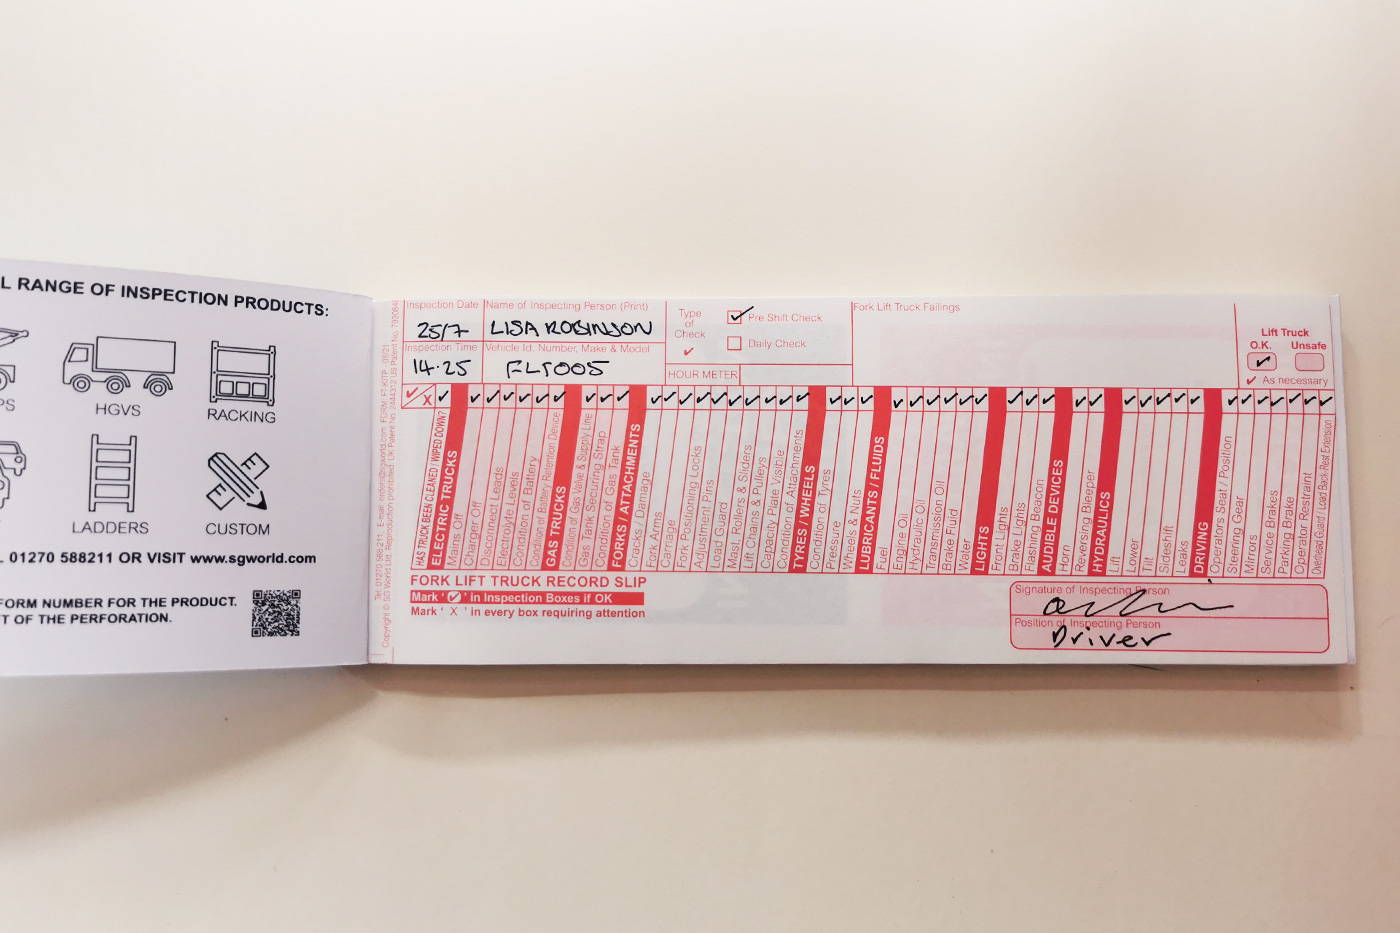 L RANGE OF INSPECTION PRODUCTS:
PS
HGVS
RACKING
LADDERS
CUSTOM
L 01270 588211 OR VISIT www.sgworld.com
FORM NUMBER FOR THE PRODUCT.
T OF THE PERFORATION.
Inspection Date
25/7
Name of Inspecting Person (Print)
LISA ROBINSON
Inspection Time
14·25
Vehicle Id. Number, Make & Model
FLT005
Type
of
Check
✓
✓ Pre Shift Check
Daily Check
HOUR METER
Fork Lift Truck Failings
Lift Truck
O.K. Unsafe
✓
✓ As necessary
✓ X
HAS TRUCK BEEN CLEANED / WIPED DOWN?
ELECTRIC TRUCKS
Mains Off
Charger Off
Disconnect Leads
Electrolyte Levels
Condition of Battery
Condition of Battery Retention Device
GAS TRUCKS
Condition of Gas Valve & Supply Line
Gas Tank Securing Strap
Condition of Gas Tank
FORKS / ATTACHMENTS
Cracks / Damage
Fork Arms
Carriage
Fork Positioning Locks
Adjustment Pins
Load Guard
Mast, Rollers & Sliders
Lift Chains & Pulleys
Capacity Plate Visible
Condition of Attachments
TYRES / WHEELS
Condition of Tyres
Pressure
Wheels & Nuts
LUBRICANTS / FLUIDS
Fuel
Engine Oil
Hydraulic Oil
Transmission Oil
Brake Fluid
Water
LIGHTS
Front Lights
Brake Lights
Flashing Beacon
AUDIBLE DEVICES
Horn
Reversing Bleeper
HYDRAULICS
Lift
Lower
Tilt
Sideshift
Leaks
DRIVING
Operators Seat / Position
Steering Gear
Mirrors
Service Brakes
Parking Brake
Operator Restraint
Overhead Guard / Load Back Rest Extension
FORK LIFT TRUCK RECORD SLIP
Mark '✓' in Inspection Boxes if OK
Mark ' X ' in every box requiring attention
Signature of Inspecting Person
Position of Inspecting Person
Driver